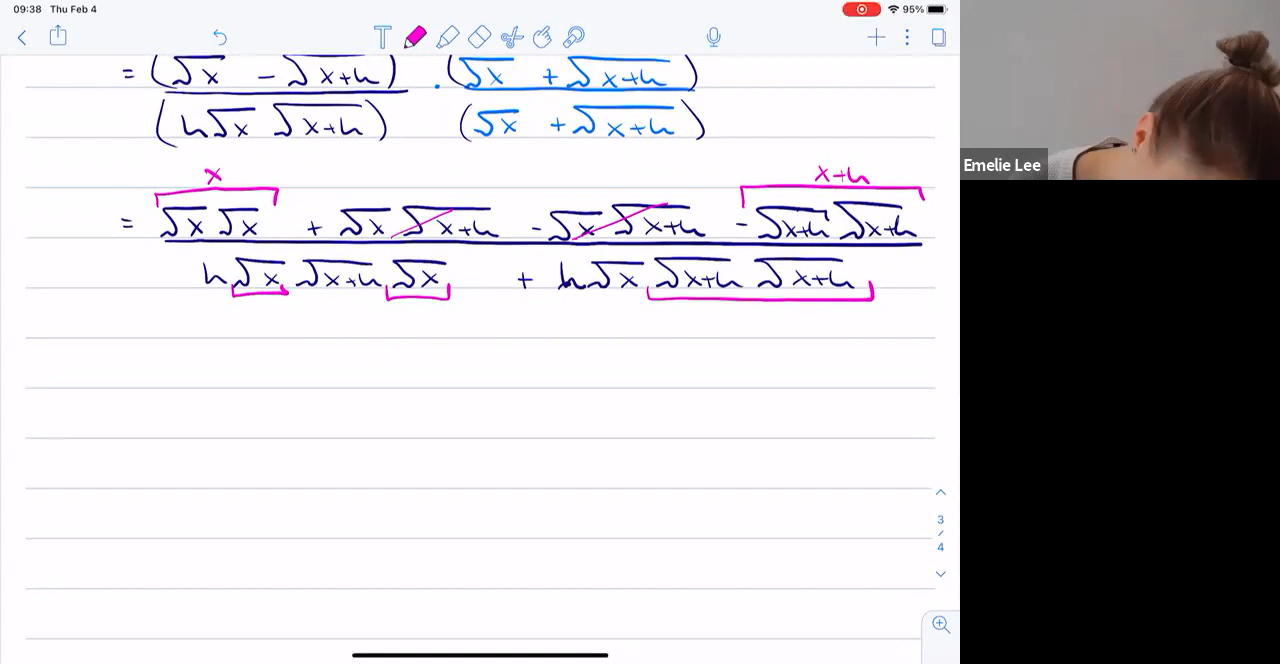 09:38 Thu Feb 4
95%
= (√x - √x+h) . (√x + √x+h)
(h√x √x+h) (√x + √x+h)
x x+h
= √x √x + √x √x+h - √x √x+h - √x+h √x+h
h√x √x+h √x + h√x √x+h √x+h
Emelie Lee
3
/
4